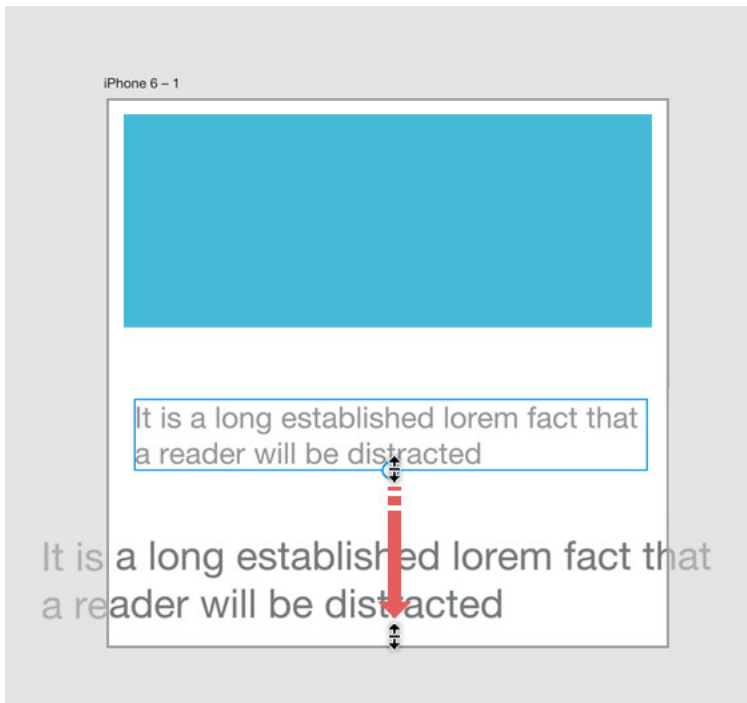 iPhone 6 – 1
It is a long established lorem fact that
a reader will be distracted
It is a long established lorem fact that
a reader will be distracted